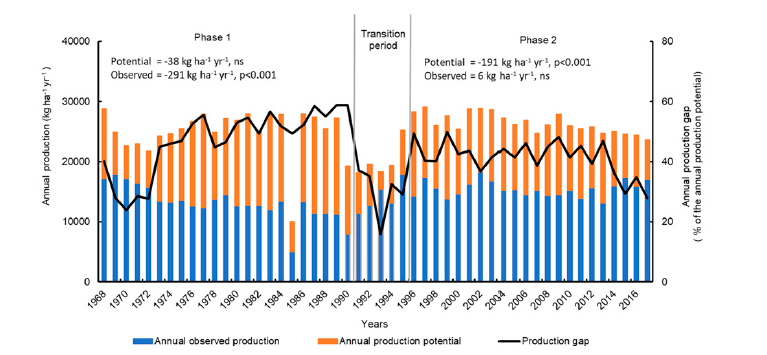 Phase 1
Transition
period
Phase 2
Potential = -38 kg ha⁻¹ yr⁻¹, ns
Observed = -291 kg ha⁻¹ yr⁻¹, p<0.001
Potential = -191 kg ha⁻¹ yr⁻¹, p<0.001
Observed = 6 kg ha⁻¹ yr⁻¹, ns
Annual production (kg ha⁻¹ yr⁻¹)
40000
30000
20000
10000
0
80
60
40
20
0
Annual production gap
( % of the annual production potential)
1968 1970 1972 1974 1976 1978 1980 1982 1984 1986 1988 1990 1992 1994 1996 1998 2000 2002 2004 2006 2008 2010 2012 2014 2016
Years
Annual observed production Annual production potential Production gap